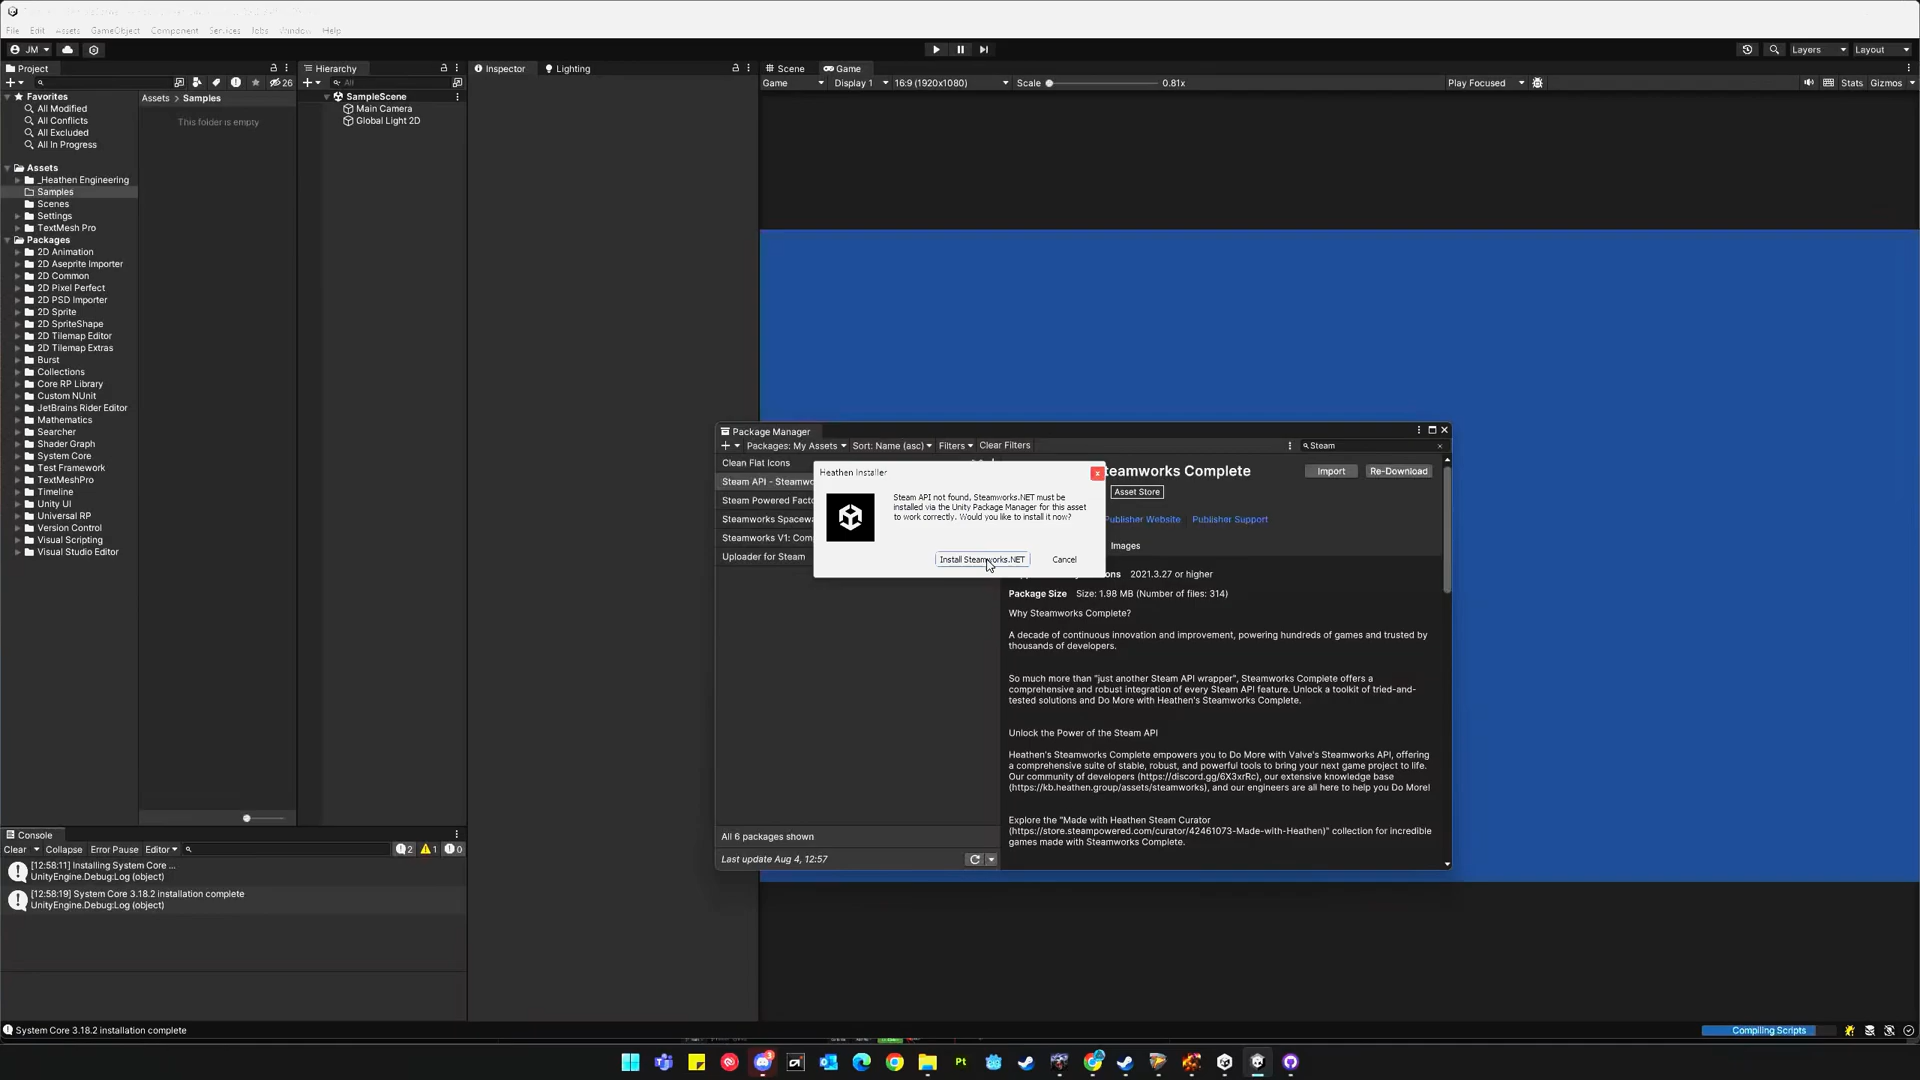 File Edit Assets GameObject Component Services Jobs Window Help
JM
Layers Layout
Project
26
Favorites
All Modified
All Conflicts
All Excluded
All In Progress
Assets
_Heathen Engineering
Samples
Scenes
Settings
TextMesh Pro
Packages
2D Animation
2D Aseprite Importer
2D Common
2D Pixel Perfect
2D PSD Importer
2D Sprite
2D SpriteShape
2D Tilemap Editor
2D Tilemap Extras
Burst
Collections
Core RP Library
Custom NUnit
JetBrains Rider Editor
Mathematics
Searcher
Shader Graph
System Core
Test Framework
TextMeshPro
Timeline
Unity UI
Universal RP
Version Control
Visual Scripting
Visual Studio Editor
Assets > Samples
This folder is empty
Hierarchy
All
SampleScene
Main Camera
Global Light 2D
Inspector Lighting
Scene Game
Game Display 1 16:9 (1920x1080) Scale 0.81x Play Focused Stats Gizmos
Package Manager
Packages: My Assets Sort: Name (asc) Filters Clear Filters Steam
Clean Flat Icons
Steam API - Steamwo
Steam Powered Facto
Steamworks Spacewa
Steamworks V1: Com
Uploader for Steam
All 6 packages shown
Last update Aug 4, 12:57
Heathen Installer
Steam API not found, Steamworks.NET must be
installed via the Unity Package Manager for this asset
to work correctly. Would you like to install it now?
Install Steamworks.NET Cancel
teamworks Complete Import Re-Download
Asset Store
Publisher Website Publisher Support
Images
ions 2021.3.27 or higher
Package Size Size: 1.98 MB (Number of files: 314)
Why Steamworks Complete?
A decade of continuous innovation and improvement, powering hundreds of games and trusted by
thousands of developers.
So much more than "just another Steam API wrapper", Steamworks Complete offers a
comprehensive and robust integration of every Steam API feature. Unlock a toolkit of tried-and-
tested solutions and Do More with Heathen's Steamworks Complete.
Unlock the Power of the Steam API
Heathen's Steamworks Complete empowers you to Do More with Valve's Steamworks API, offering
a comprehensive suite of stable, robust, and powerful tools to bring your next game project to life.
Our community of developers (https://discord.gg/6X3xrRc), our extensive knowledge base
(https://kb.heathen.group/assets/steamworks), and our engineers are all here to help you Do More!
Explore the "Made with Heathen Steam Curator
(https://store.steampowered.com/curator/42461073-Made-with-Heathen)" collection for incredible
games made with Steamworks Complete.
Console
Clear Collapse Error Pause Editor 2 1 0
[12:58:11] Installing System Core ...
UnityEngine.Debug:Log (object)
[12:58:19] System Core 3.18.2 installation complete
UnityEngine.Debug:Log (object)
System Core 3.18.2 installation complete
Compiling Scripts